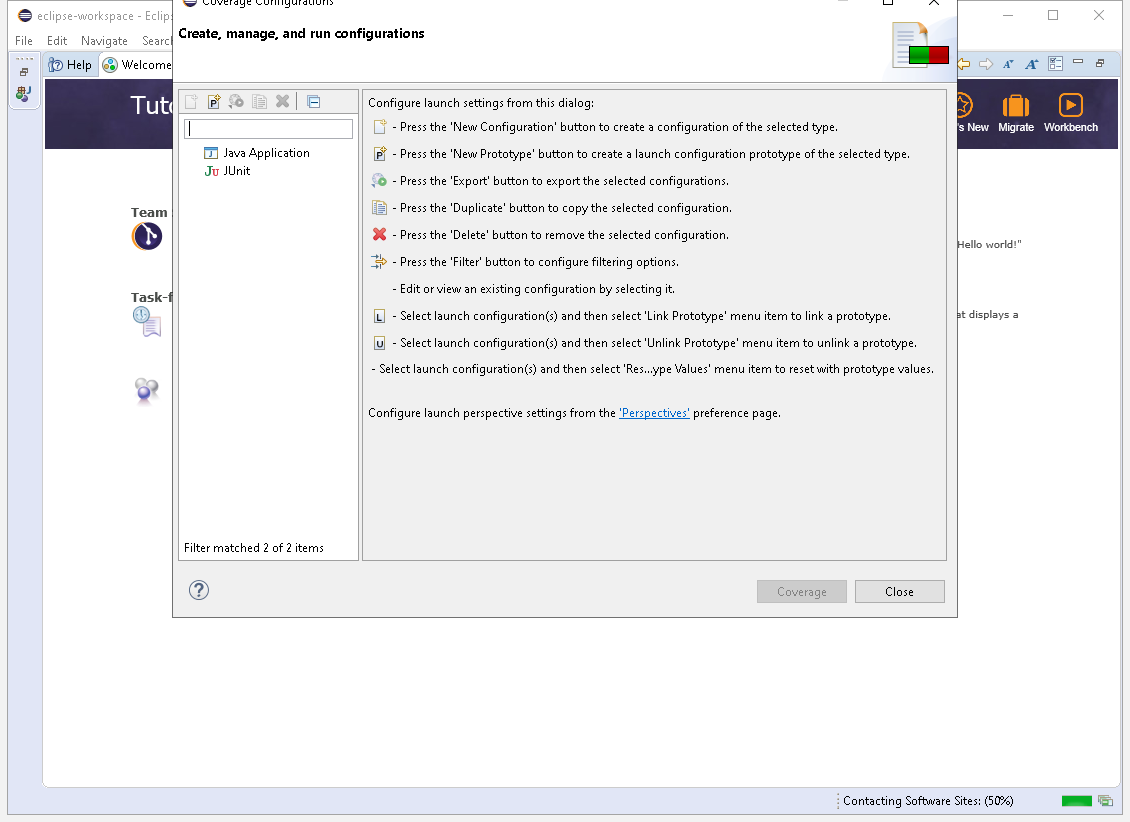 eclipse-workspace - Eclip
Coverage Configurations
File Edit Navigate Search
Create, manage, and run configurations
Help
Welcome
Tuto
's New
Migrate
Workbench
Configure launch settings from this dialog:
- Press the 'New Configuration' button to create a configuration of the selected type.
- Press the 'New Prototype' button to create a launch configuration prototype of the selected type.
- Press the 'Export' button to export the selected configurations.
- Press the 'Duplicate' button to copy the selected configuration.
- Press the 'Delete' button to remove the selected configuration.
- Press the 'Filter' button to configure filtering options.
- Edit or view an existing configuration by selecting it.
- Select launch configuration(s) and then select 'Link Prototype' menu item to link a prototype.
- Select launch configuration(s) and then select 'Unlink Prototype' menu item to unlink a prototype.
- Select launch configuration(s) and then select 'Res...ype Values' menu item to reset with prototype values.
Configure launch perspective settings from the 'Perspectives' preference page.
Java Application
Ju JUnit
Filter matched 2 of 2 items
Team
Task-f
Hello world!"
at displays a
Coverage
Close
Contacting Software Sites: (50%)